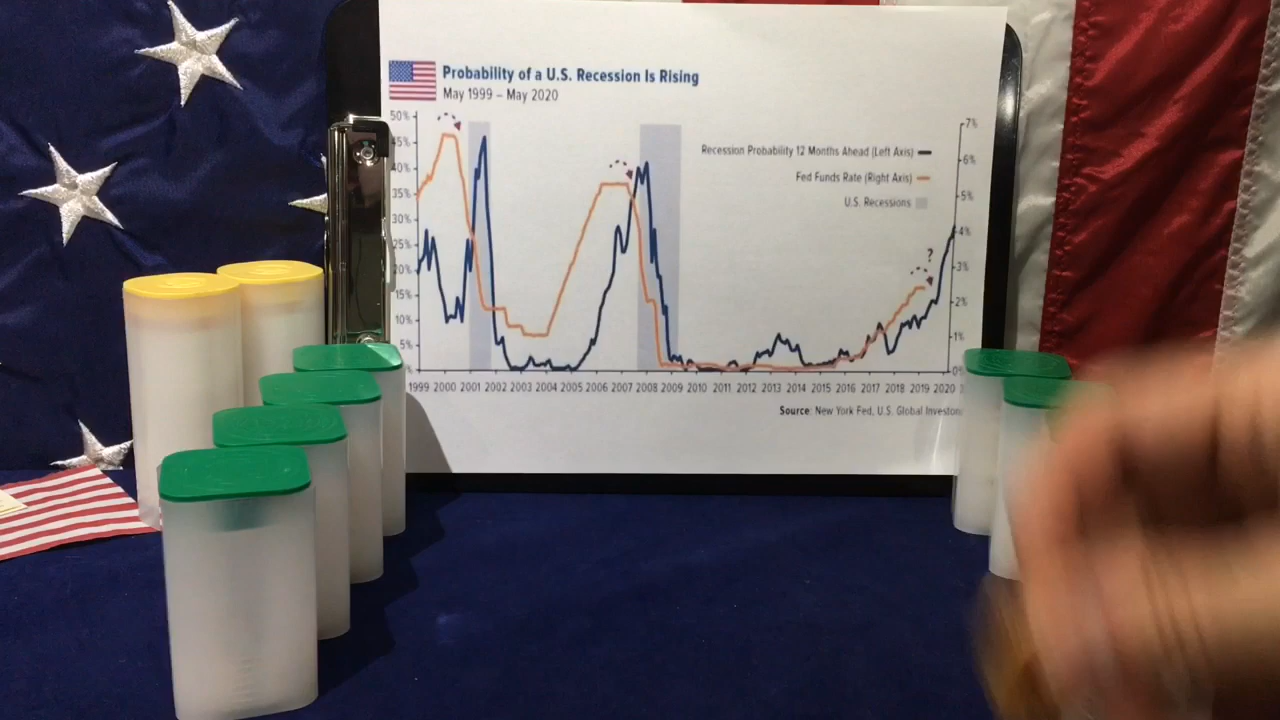 Probability of a U.S. Recession Is Rising
May 1999 – May 2020
50%
45%
40%
35%
30%
25%
20%
15%
10%
5%
7%
6%
5%
4%
3%
2%
1%
0%
Recession Probability 12 Months Ahead (Left Axis)
Fed Funds Rate (Right Axis)
U.S. Recessions
?
1999 2000 2001 2002 2003 2004 2005 2006 2007 2008 2009 2010 2011 2012 2013 2014 2015 2016 2017 2018 2019 2020
Source: New York Fed, U.S. Global Investors